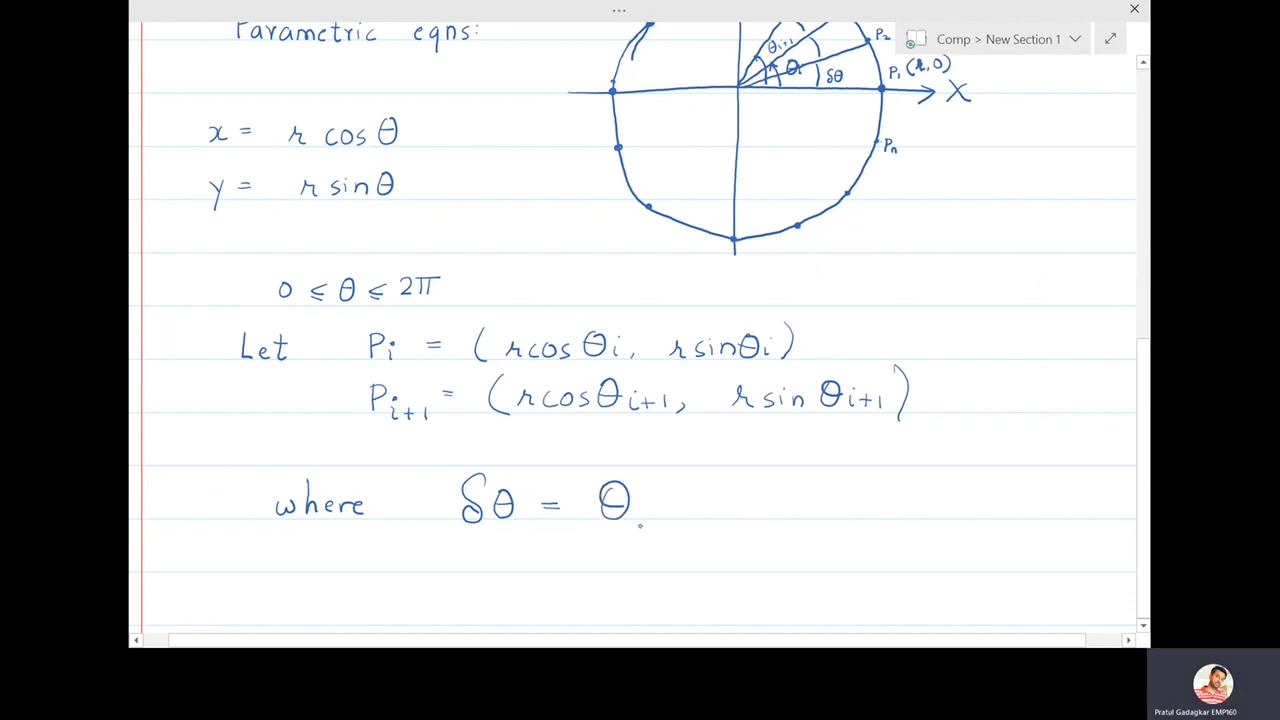 Parametric eqns:
Comp > New Section 1
P2
θi+1
θi
δθ
P1 (r,0)
X
Pn
x = r cos θ
y = r sin θ
0 ⩽ θ ⩽ 2π
Let Pi = (r cos θi, r sin θi)
Pi+1 = (r cos θi+1, r sin θi+1)
where δθ = θ
Pratul Gadagkar EMP160